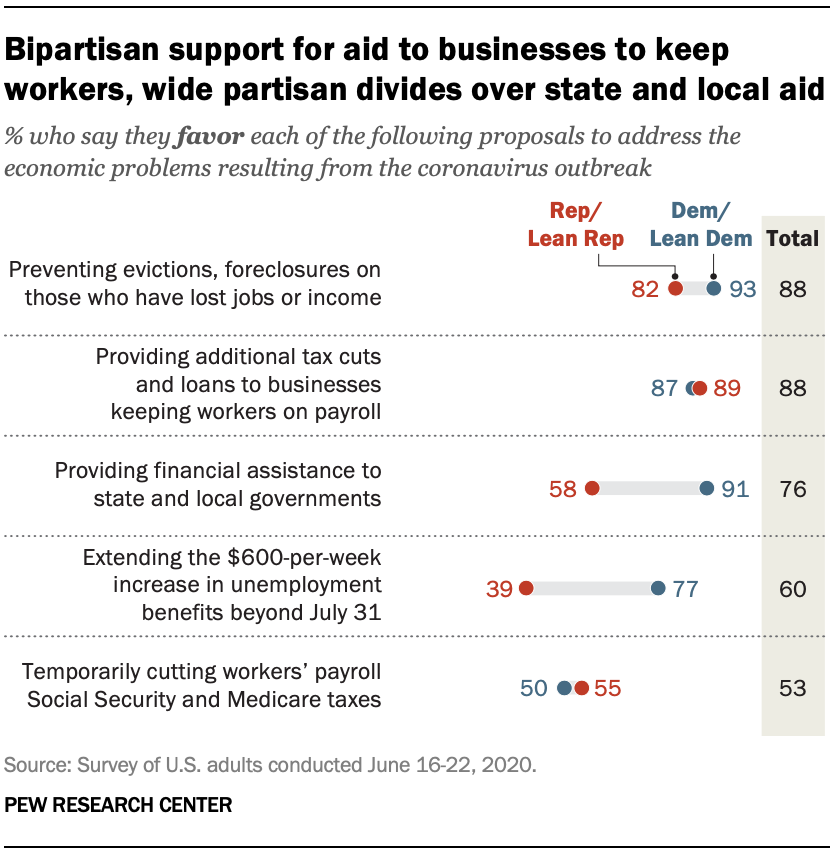 Bipartisan support for aid to businesses to keep
workers, wide partisan divides over state and local aid
% who say they favor each of the following proposals to address the
economic problems resulting from the coronavirus outbreak
Rep/
Lean Rep
Dem/
Lean Dem
Total
Preventing evictions, foreclosures on
those who have lost jobs or income
82 93 88
Providing additional tax cuts
and loans to businesses
keeping workers on payroll
87 89 88
Providing financial assistance to
state and local governments
58 91 76
Extending the $600-per-week
increase in unemployment
benefits beyond July 31
39 77 60
Temporarily cutting workers’ payroll
Social Security and Medicare taxes
50 55 53
Source: Survey of U.S. adults conducted June 16-22, 2020.
PEW RESEARCH CENTER